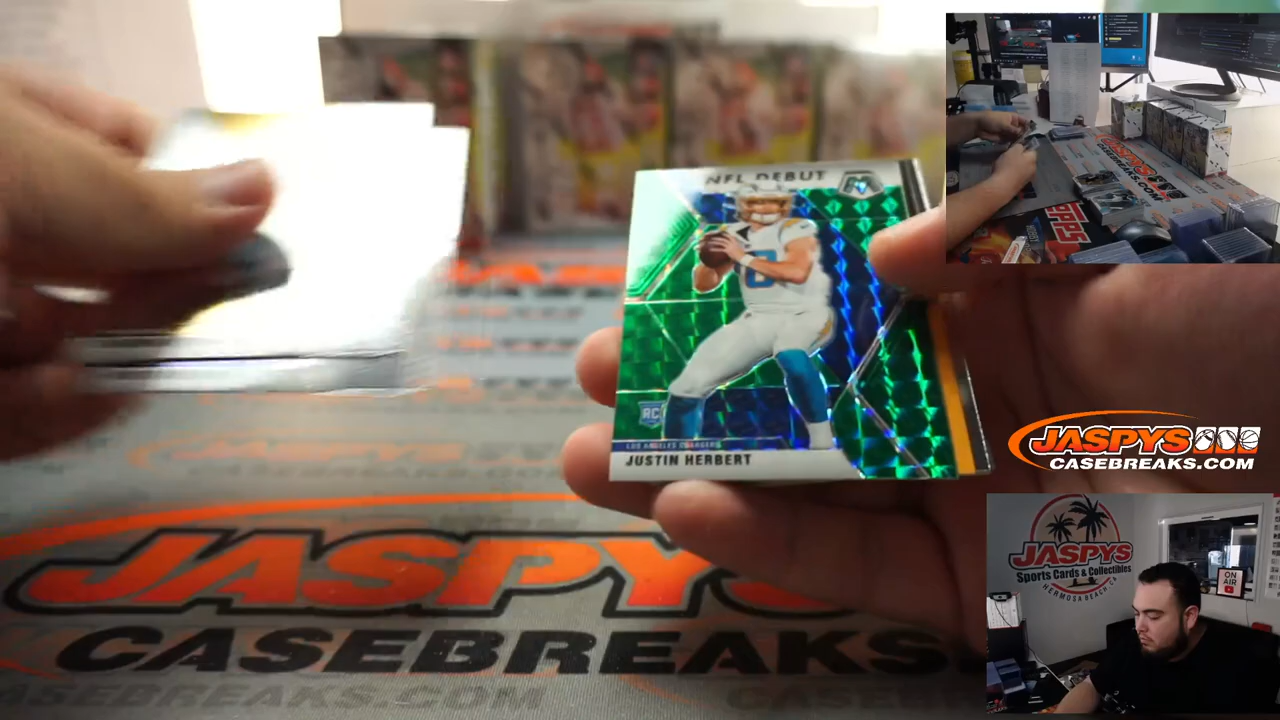 NFL DEBUT
RC
LOS ANGELES CHARGERS
JUSTIN HERBERT
JASPYS
CASEBREAKS.COM
JASPYS
CASEBREAKS.
CASEBREAKS.COM
TOPPS
JASPYS
Sports Cards & Collectibles
HERMOSA BEACH, CA
ON
AIR